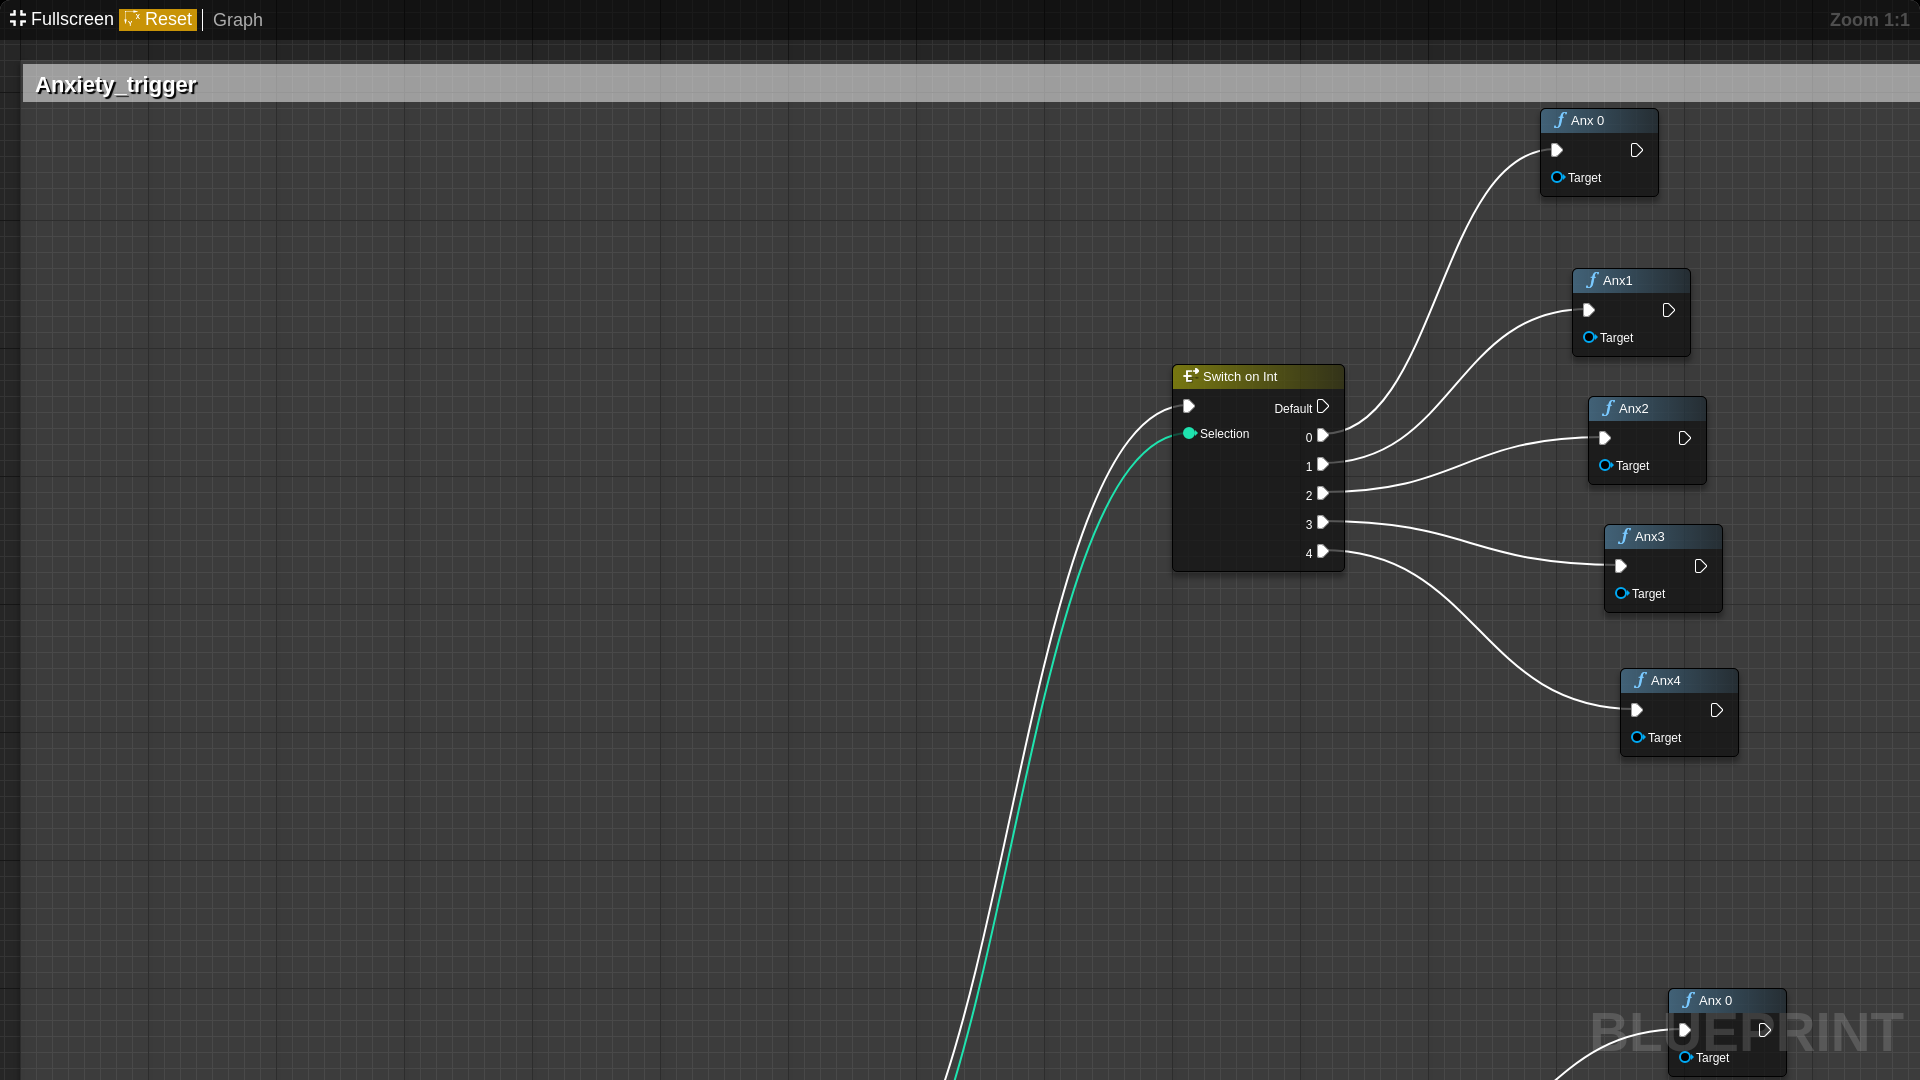 Fullscreen Reset Graph Zoom 1:1
Anxiety_trigger
Anx 0
Target
Anx1
Target
Switch on Int
Default
Selection
0
1
2
3
4
Anx2
Target
Anx3
Target
Anx4
Target
Anx 0
Target
BLUEPRINT